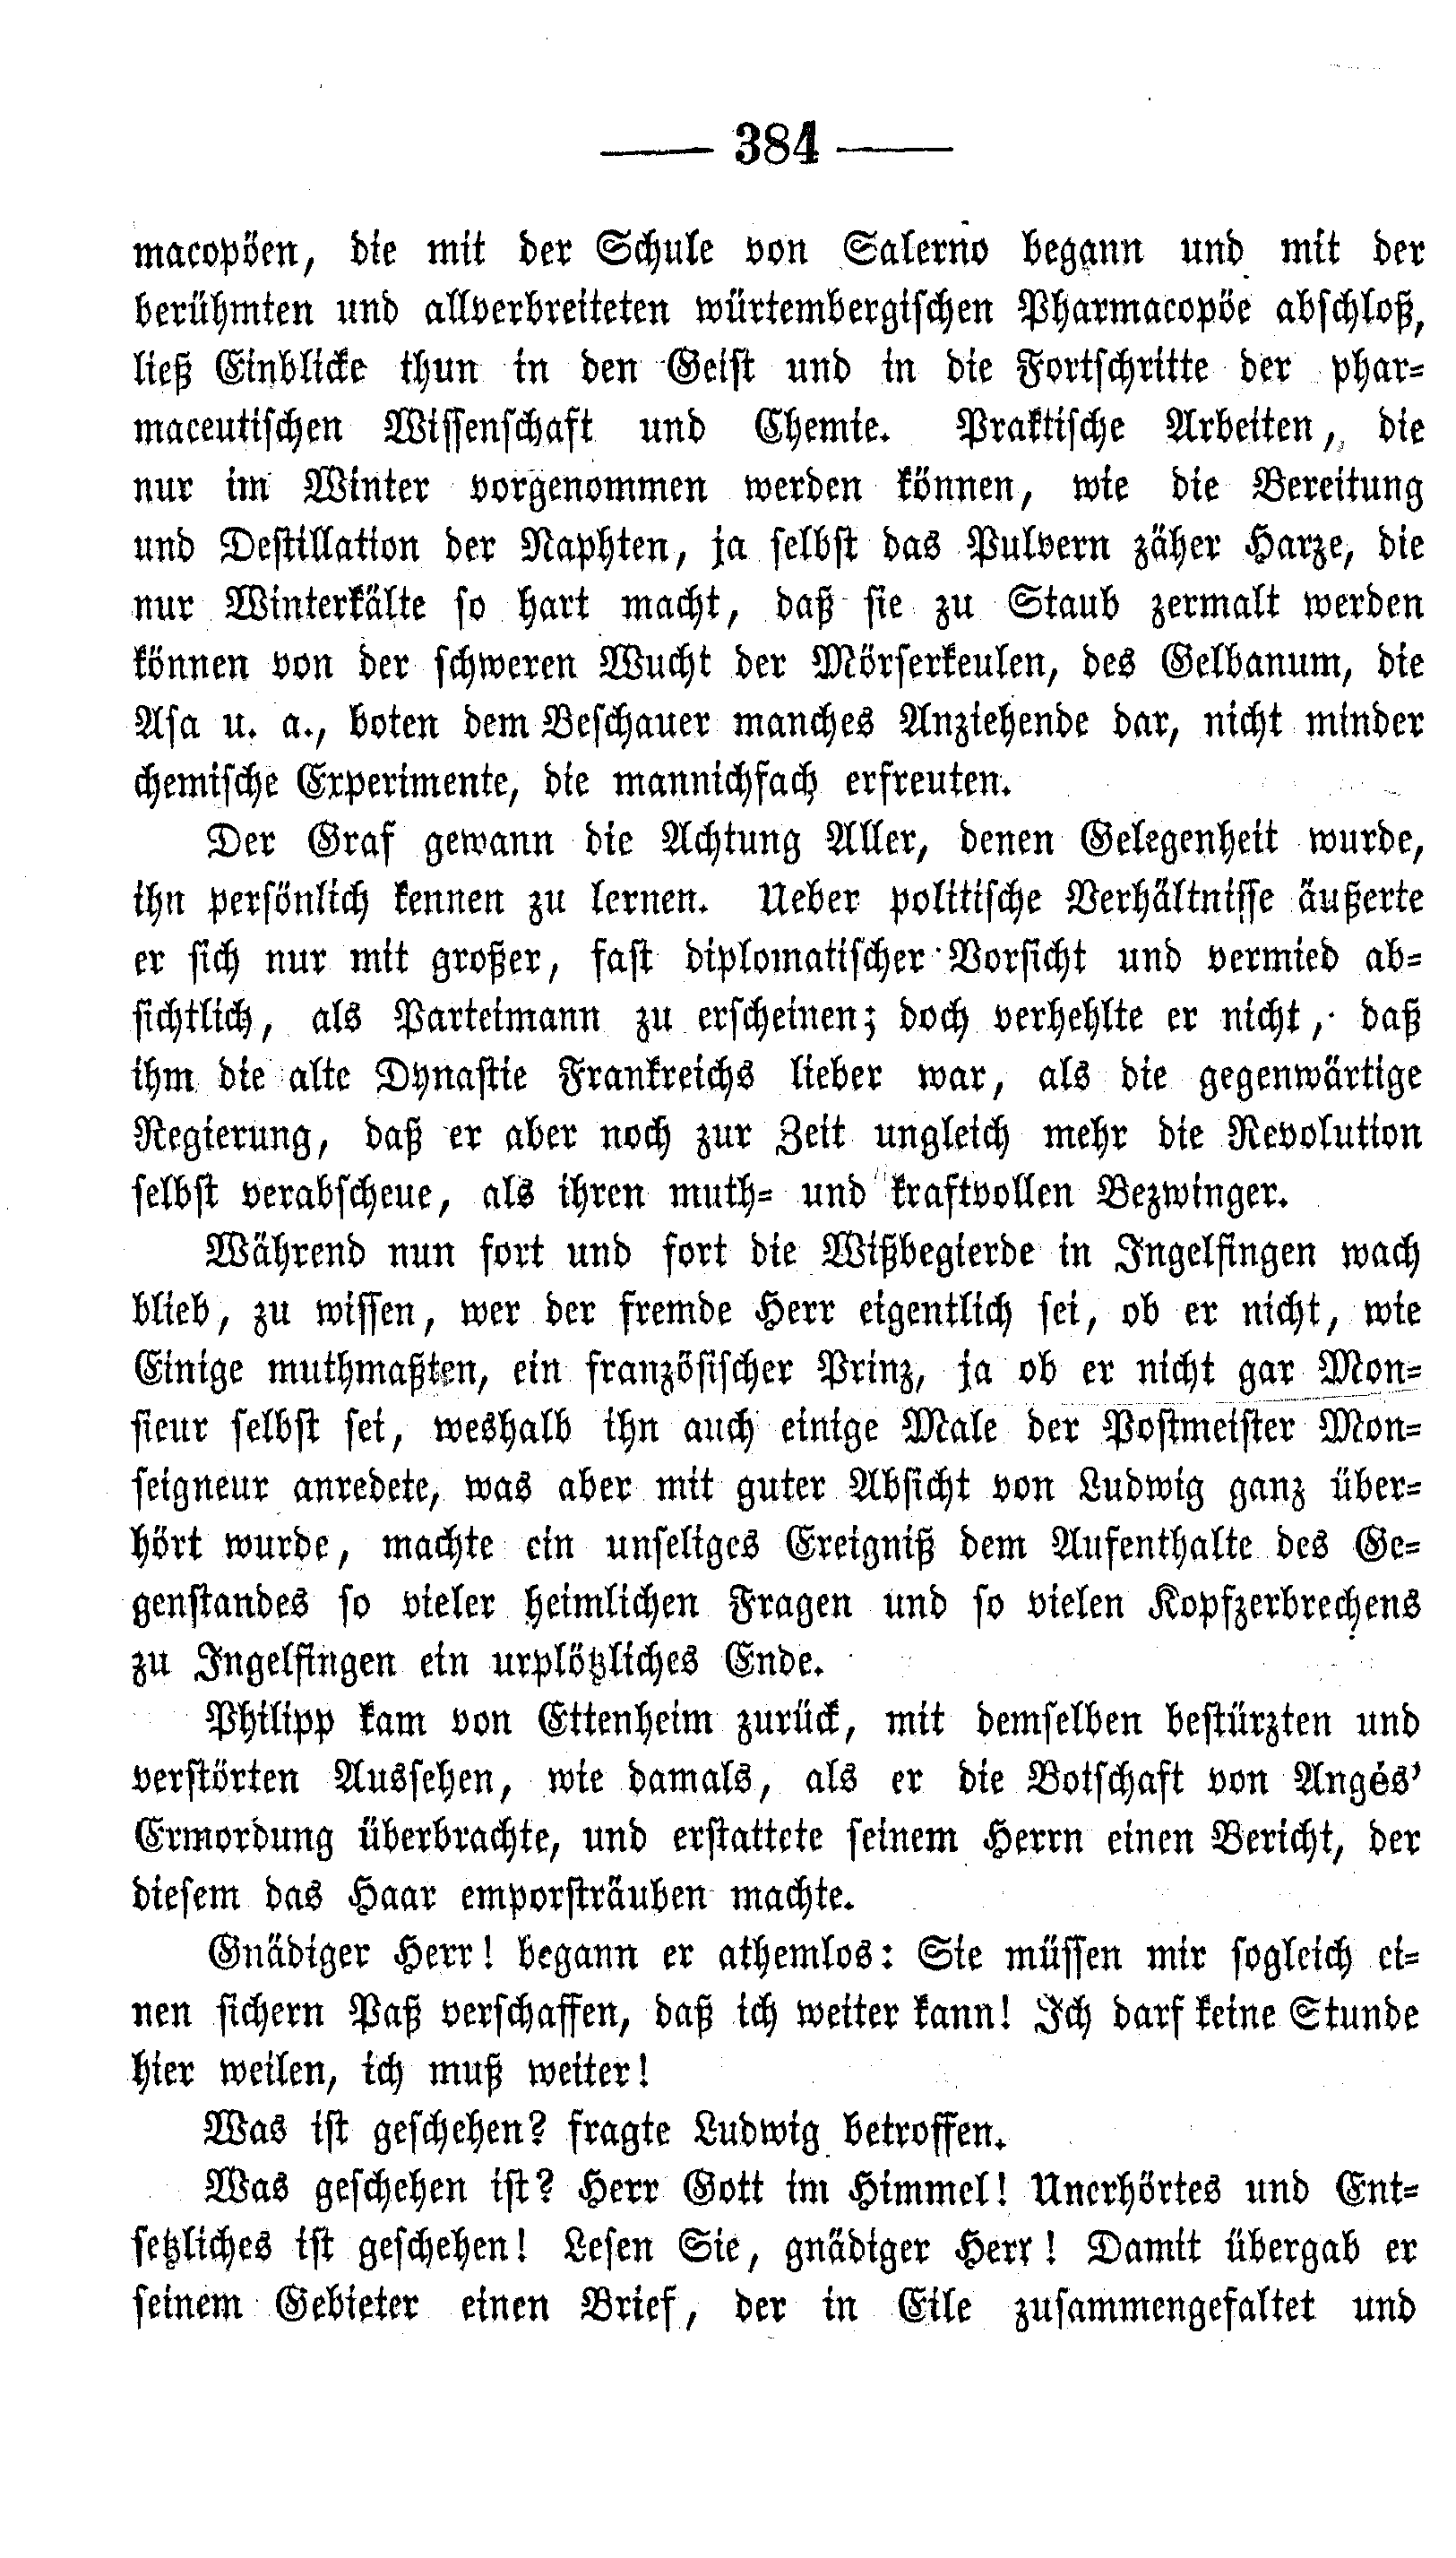 —— 384 ——
macopöen, die mit der Schule von Salerno begann und mit der
berühmten und allverbreiteten würtembergischen Pharmacopöe abschloß,
ließ Einblicke thun in den Geist und in die Fortschritte der phar-
maceutischen Wissenschaft und Chemie. Praktische Arbeiten, die
nur im Winter vorgenommen werden können, wie die Bereitung
und Destillation der Naphten, ja selbst das Pulvern zäher Harze, die
nur Winterkälte so hart macht, daß sie zu Staub zermalt werden
können von der schweren Wucht der Mörserkeulen, des Gelbanum, die
Asa u. a., boten dem Beschauer manches Anziehende dar, nicht minder
chemische Experimente, die mannichfach erfreuten.
Der Graf gewann die Achtung Aller, denen Gelegenheit wurde,
ihn persönlich kennen zu lernen. Ueber politische Verhältnisse äußerte
er sich nur mit großer, fast diplomatischer Vorsicht und vermied ab-
sichtlich, als Parteimann zu erscheinen; doch verhehlte er nicht, daß
ihm die alte Dynastie Frankreichs lieber war, als die gegenwärtige
Regierung, daß er aber noch zur Zeit ungleich mehr die Revolution
selbst verabscheue, als ihren muth- und kraftvollen Bezwinger.
Während nun fort und fort die Wißbegierde in Ingelfingen wach
blieb, zu wissen, wer der fremde Herr eigentlich sei, ob er nicht, wie
Einige muthmaßten, ein französischer Prinz, ja ob er nicht gar Mon-
sieur selbst sei, weshalb ihn auch einige Male der Postmeister Mon-
seigneur anredete, was aber mit guter Absicht von Ludwig ganz über-
hört wurde, machte ein unseliges Ereigniß dem Aufenthalte des Ge-
genstandes so vieler heimlichen Fragen und so vielen Kopfzerbrechens
zu Ingelfingen ein urplötzliches Ende.
Philipp kam von Ettenheim zurück, mit demselben bestürzten und
verstörten Aussehen, wie damals, als er die Botschaft von Angés'
Ermordung überbrachte, und erstattete seinem Herrn einen Bericht, der
diesem das Haar emporsträuben machte.
Gnädiger Herr! begann er athemlos: Sie müssen mir sogleich ei-
nen sichern Paß verschaffen, daß ich weiter kann! Ich darf keine Stunde
hier weilen, ich muß weiter!
Was ist geschehen? fragte Ludwig betroffen.
Was geschehen ist? Herr Gott im Himmel! Unerhörtes und Ent-
setzliches ist geschehen! Lesen Sie, gnädiger Herr! Damit übergab er
seinem Gebieter einen Brief, der in Eile zusammengefaltet und